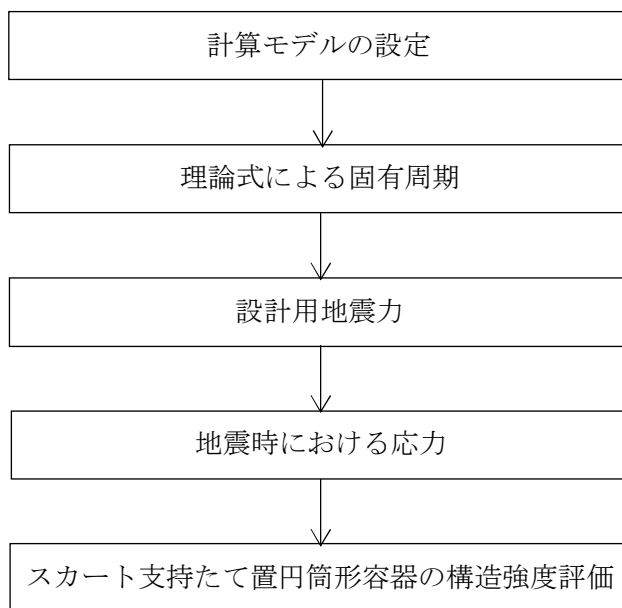 計算モデルの設定
理論式による固有周期
設計用地震力
地震時における応力
スカート支持たて置円筒形容器の構造強度評価